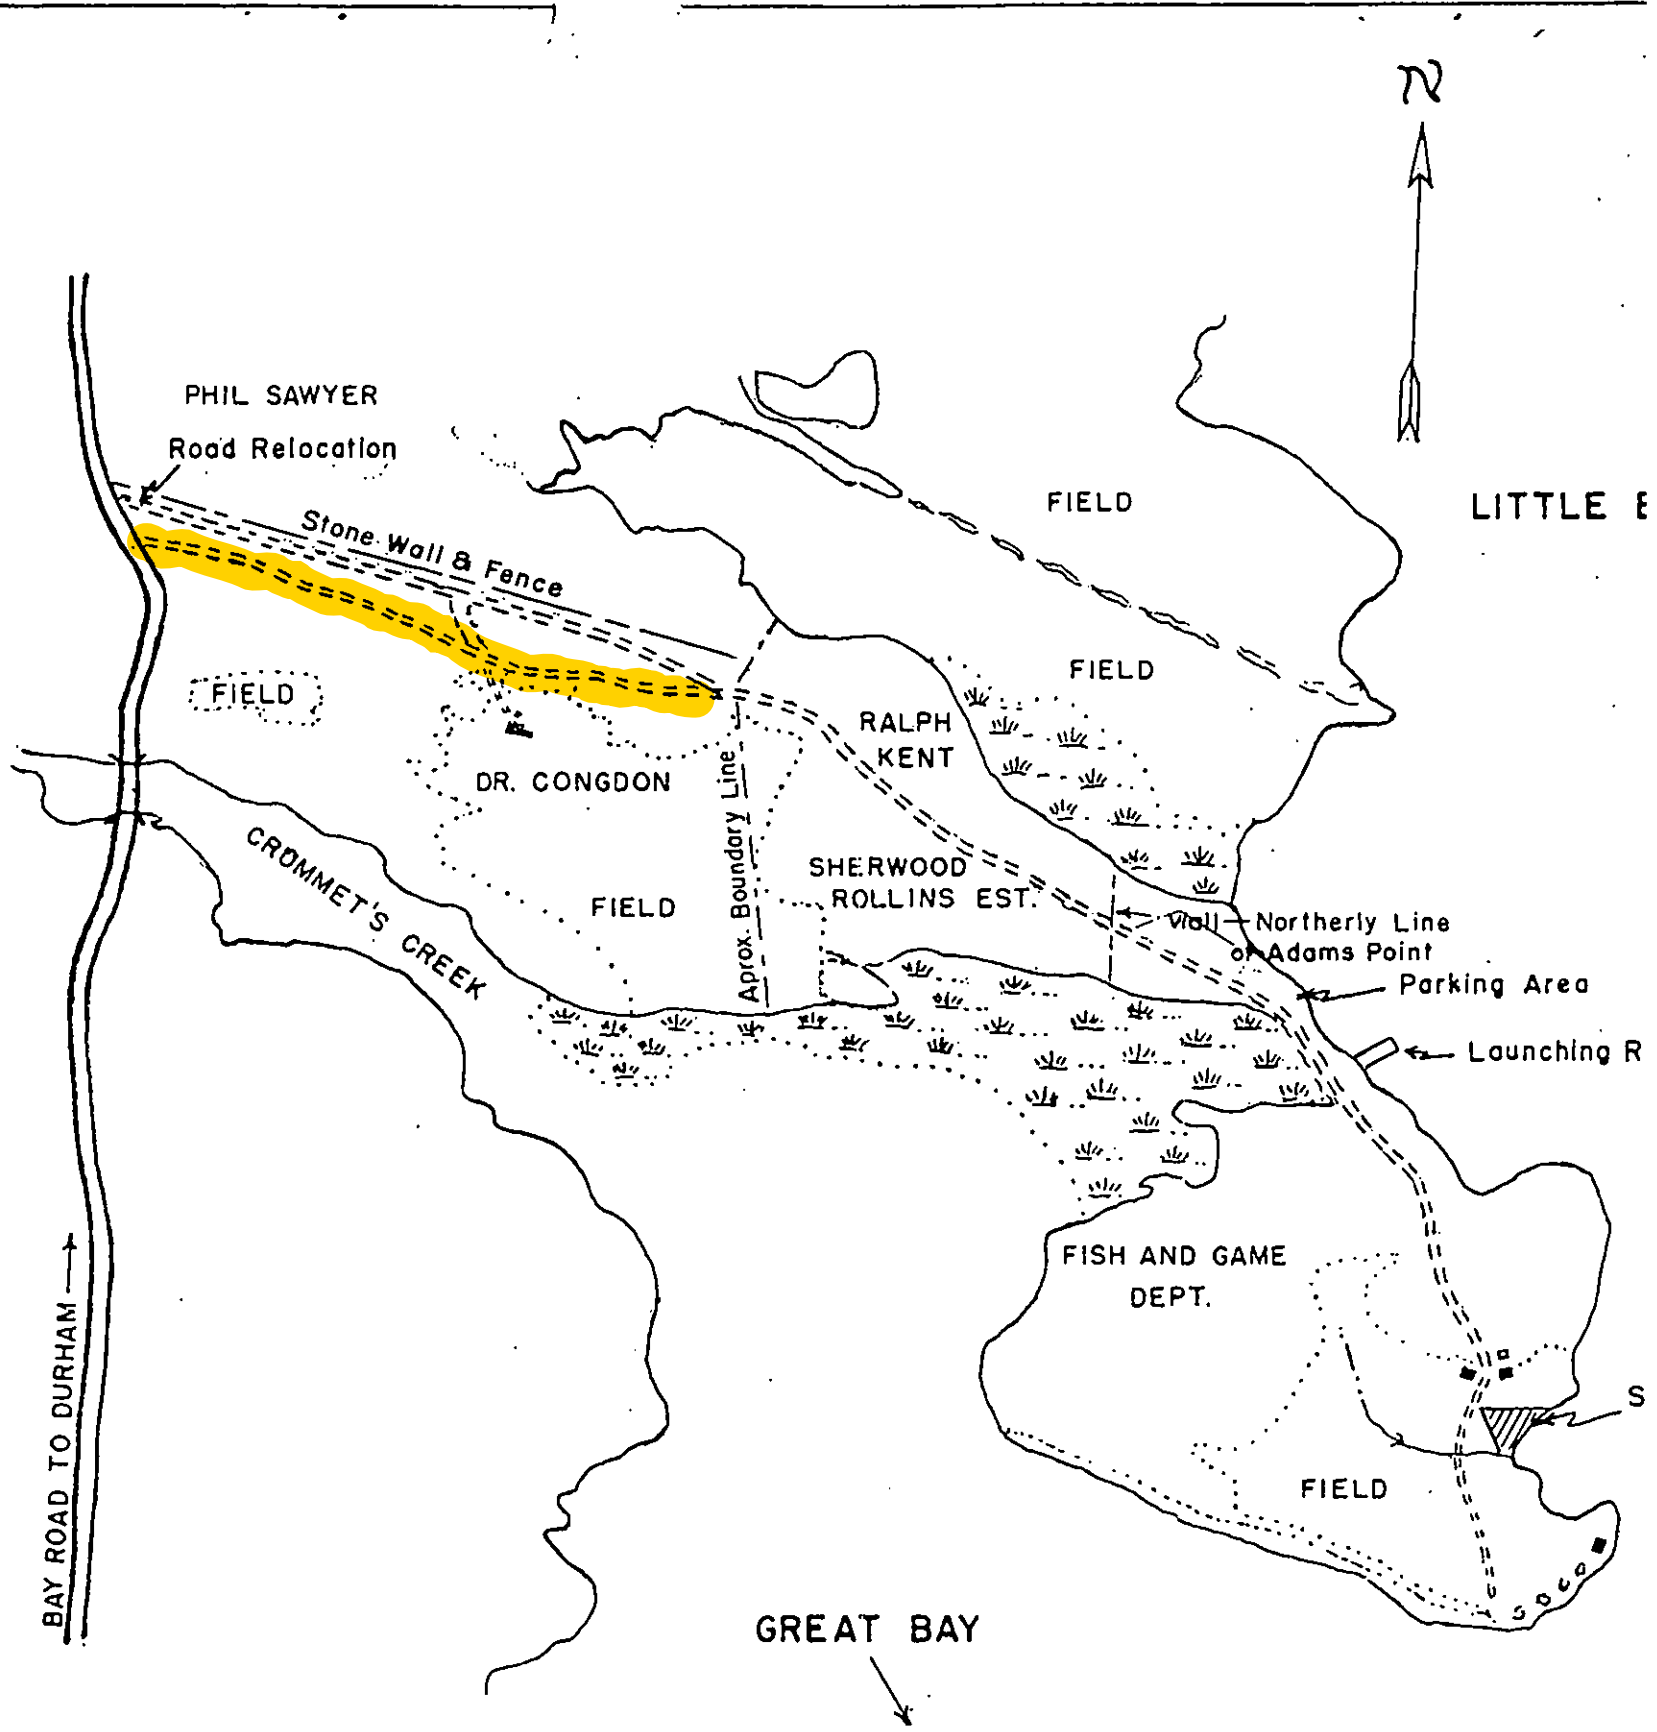 N
PHIL SAWYER
Road Relocation
Stone Wall & Fence
FIELD
LITTLE
FIELD
FIELD
RALPH
KENT
DR. CONGDON
Aprox. Boundary Line
CROMMET'S CREEK
SHERWOOD
ROLLINS EST.
FIELD
Wall - Northerly Line
of Adams Point
Parking Area
Launching R
FISH AND GAME
DEPT.
BAY ROAD TO DURHAM
S
FIELD
GREAT BAY